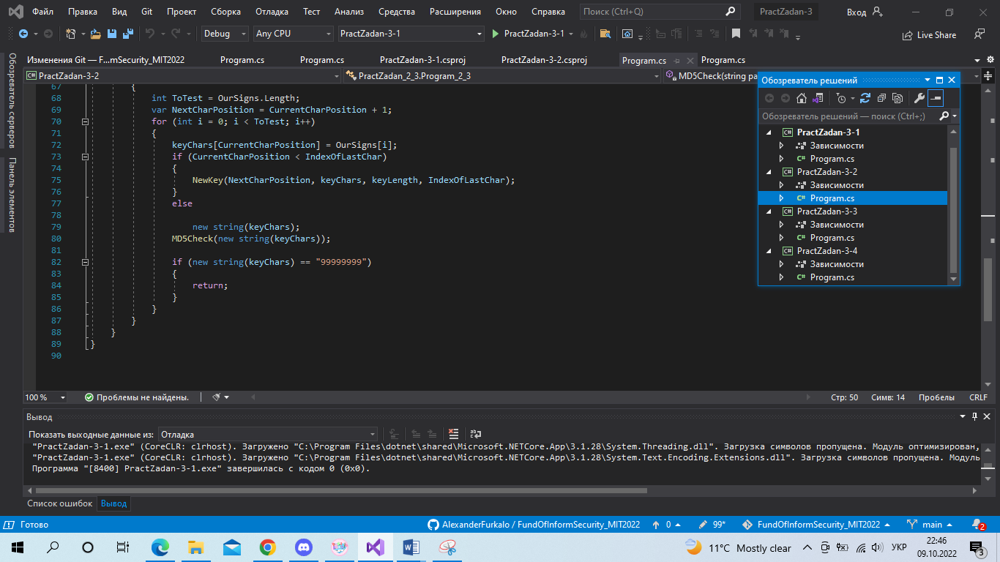 Файл Правка Вид Git Проект Сборка Отладка Тест Анализ Средства Расширения Окно Справка Поиск (Ctrl+Q) PractZadan-3 Вход
Debug Any CPU PractZadan-3-1 PractZadan-3-1 Live Share
Изменения Git — F...mSecurity_MIT2022 Program.cs Program.cs PractZadan-3-1.csproj PractZadan-3-2.csproj Program.cs Program.cs
PractZadan-3-2 PractZadan_2_3.Program_2_3 MD5Check(string pa
Обозреватель серверов
Панель элементов
67 {
68 int ToTest = OurSigns.Length;
69 var NextCharPosition = CurrentCharPosition + 1;
70 for (int i = 0; i < ToTest; i++)
71 {
72 keyChars[CurrentCharPosition] = OurSigns[i];
73 if (CurrentCharPosition < IndexOfLastChar)
74 {
75 NewKey(NextCharPosition, keyChars, keyLength, IndexOfLastChar);
76 }
77 else
78
79 new string(keyChars);
80 MD5Check(new string(keyChars));
81
82 if (new string(keyChars) == "99999999")
83 {
84 return;
85 }
86 }
87 }
88 }
89 }
90
Обозреватель решений
Обозреватель решений — поиск (Ctrl+;)
C# PractZadan-3-1
Зависимости
C# Program.cs
C# PractZadan-3-2
Зависимости
C# Program.cs
C# PractZadan-3-3
Зависимости
C# Program.cs
C# PractZadan-3-4
Зависимости
C# Program.cs
100 % Проблемы не найдены. Стр: 50 Симв: 14 Пробелы CRLF
Вывод
Показать выходные данные из: Отладка
"PractZadan-3-1.exe" (CoreCLR: clrhost). Загружено "C:\Program Files\dotnet\shared\Microsoft.NETCore.App\3.1.28\System.Threading.dll". Загрузка символов пропущена. Модуль оптимизирован,
"PractZadan-3-1.exe" (CoreCLR: clrhost). Загружено "C:\Program Files\dotnet\shared\Microsoft.NETCore.App\3.1.28\System.Text.Encoding.Extensions.dll". Загрузка символов пропущена. Модуль
Программа "[8400] PractZadan-3-1.exe" завершилась с кодом 0 (0x0).
Список ошибок Вывод
Готово AlexanderFurkalo / FundOfInformSecurity_MIT2022 0 99* FundOfInformSecurity_MIT2022 main 2
11°C Mostly clear УКР 22:46
09.10.2022 3